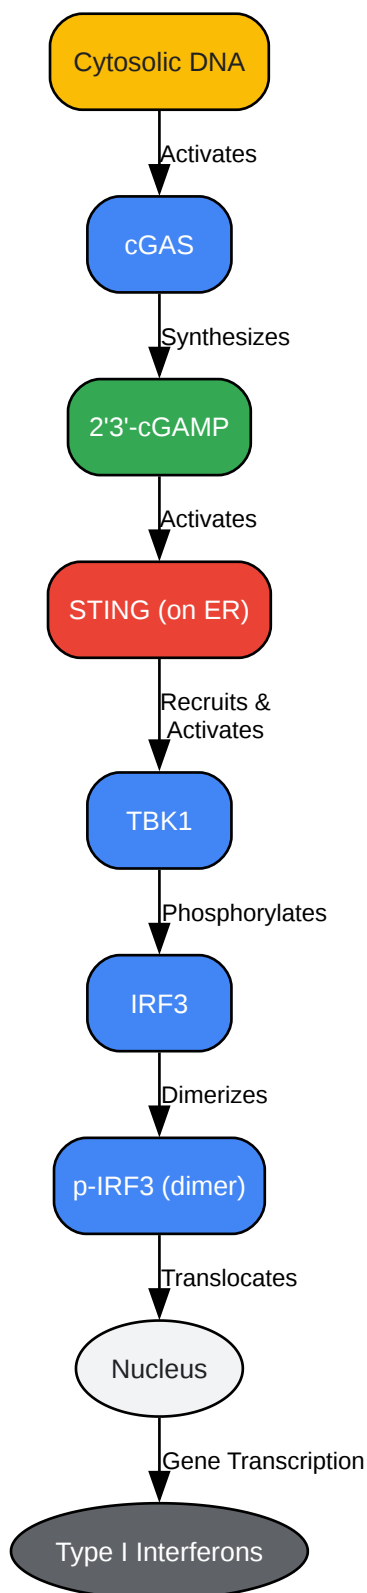 Cytosolic DNA
Activates
cGAS
Synthesizes
2'3'-cGAMP
Activates
STING (on ER)
Recruits &
Activates
TBK1
Phosphorylates
IRF3
Dimerizes
p-IRF3 (dimer)
Translocates
Nucleus
Gene Transcription
Type I Interferons